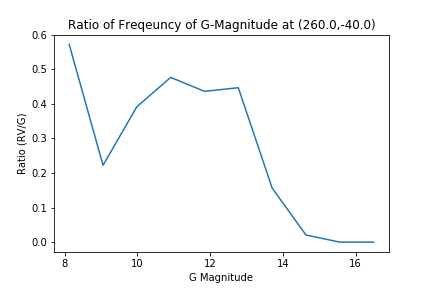 Ratio of Freqeuncy of G-Magnitude at (260.0,-40.0)
0.6
0.5
0.4
0.3
0.2
0.1
0.0
Ratio (RV/G)
8 10 12 14 16
G Magnitude